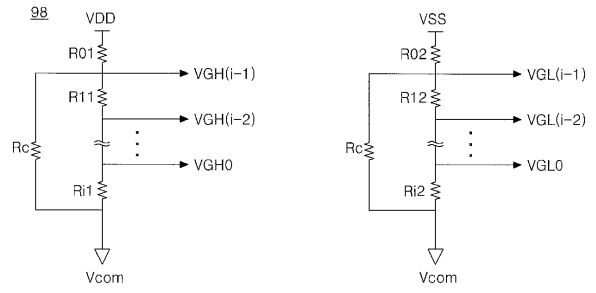 98
VDD
R01
VGH(i-1)
R11
VGH(i-2)
Rc
VGH0
Ri1
Vcom
VSS
R02
VGL(i-1)
R12
VGL(i-2)
Rc
VGL0
Ri2
Vcom